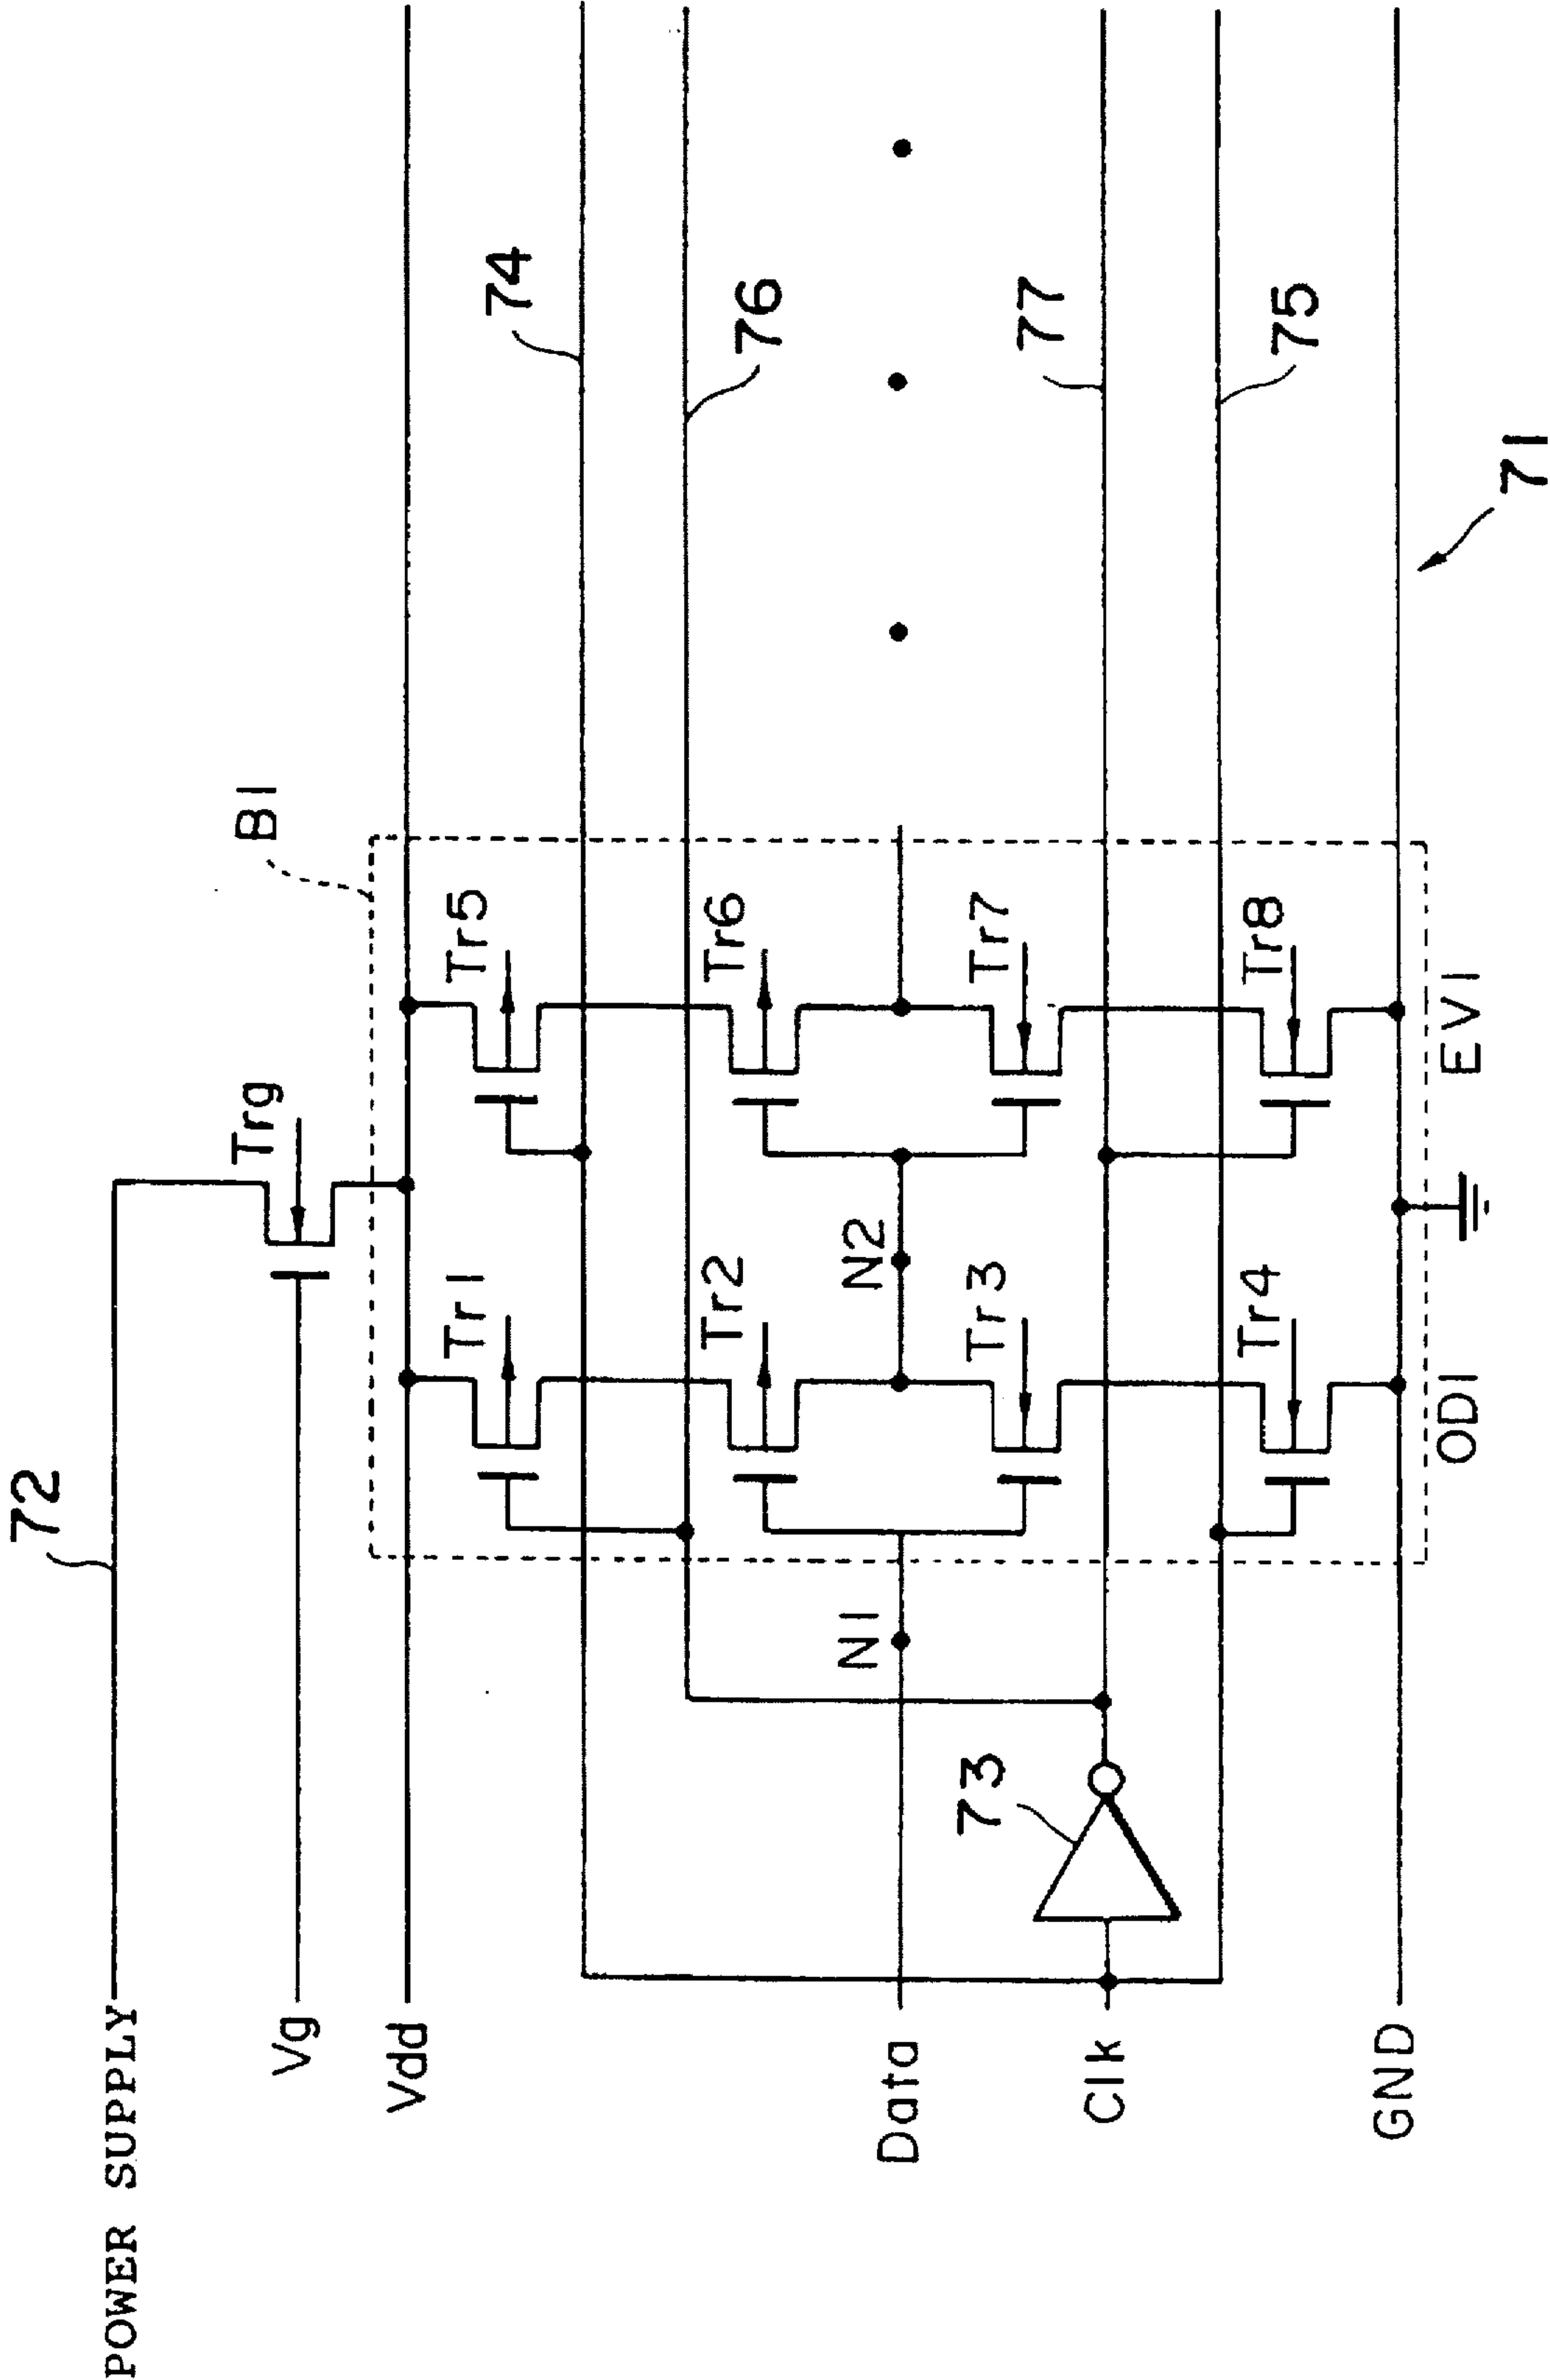 POWER SUPPLY
72
Vg
Trg
B1
Vdd
Tr1
Tr5
74
76
Tr2
Tr6
Data
N1
N2
Tr3
Tr7
77
73
Clk
Tr4
Tr8
75
GND
OD1
EV1
71